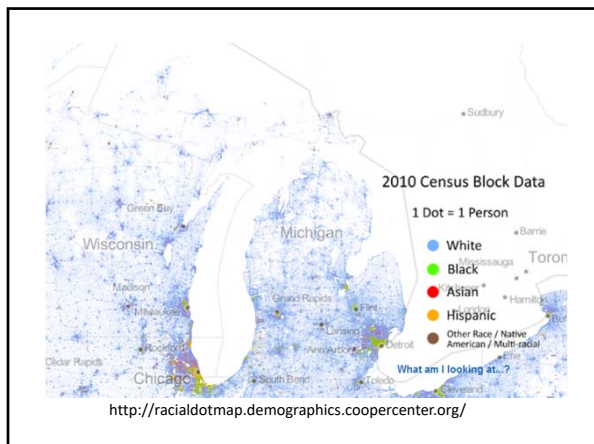 Sudbury
2010 Census Block Data
1 Dot = 1 Person
Green Bay
Barrie
Wisconsin
Michigan
White
Mississauga
Toron
Black
Madison
Milwaukee
Grand Rapids
Flint
Asian
London
Hamilton
Lansing
Hispanic
Rockford
Ann Arbor
Detroit
Other Race / Native
American / Multi-racial
Cedar Rapids
Erie
Chicago
South Bend
Toledo
What am I looking at...?
Cleveland
http://racialdotmap.demographics.coopercenter.org/